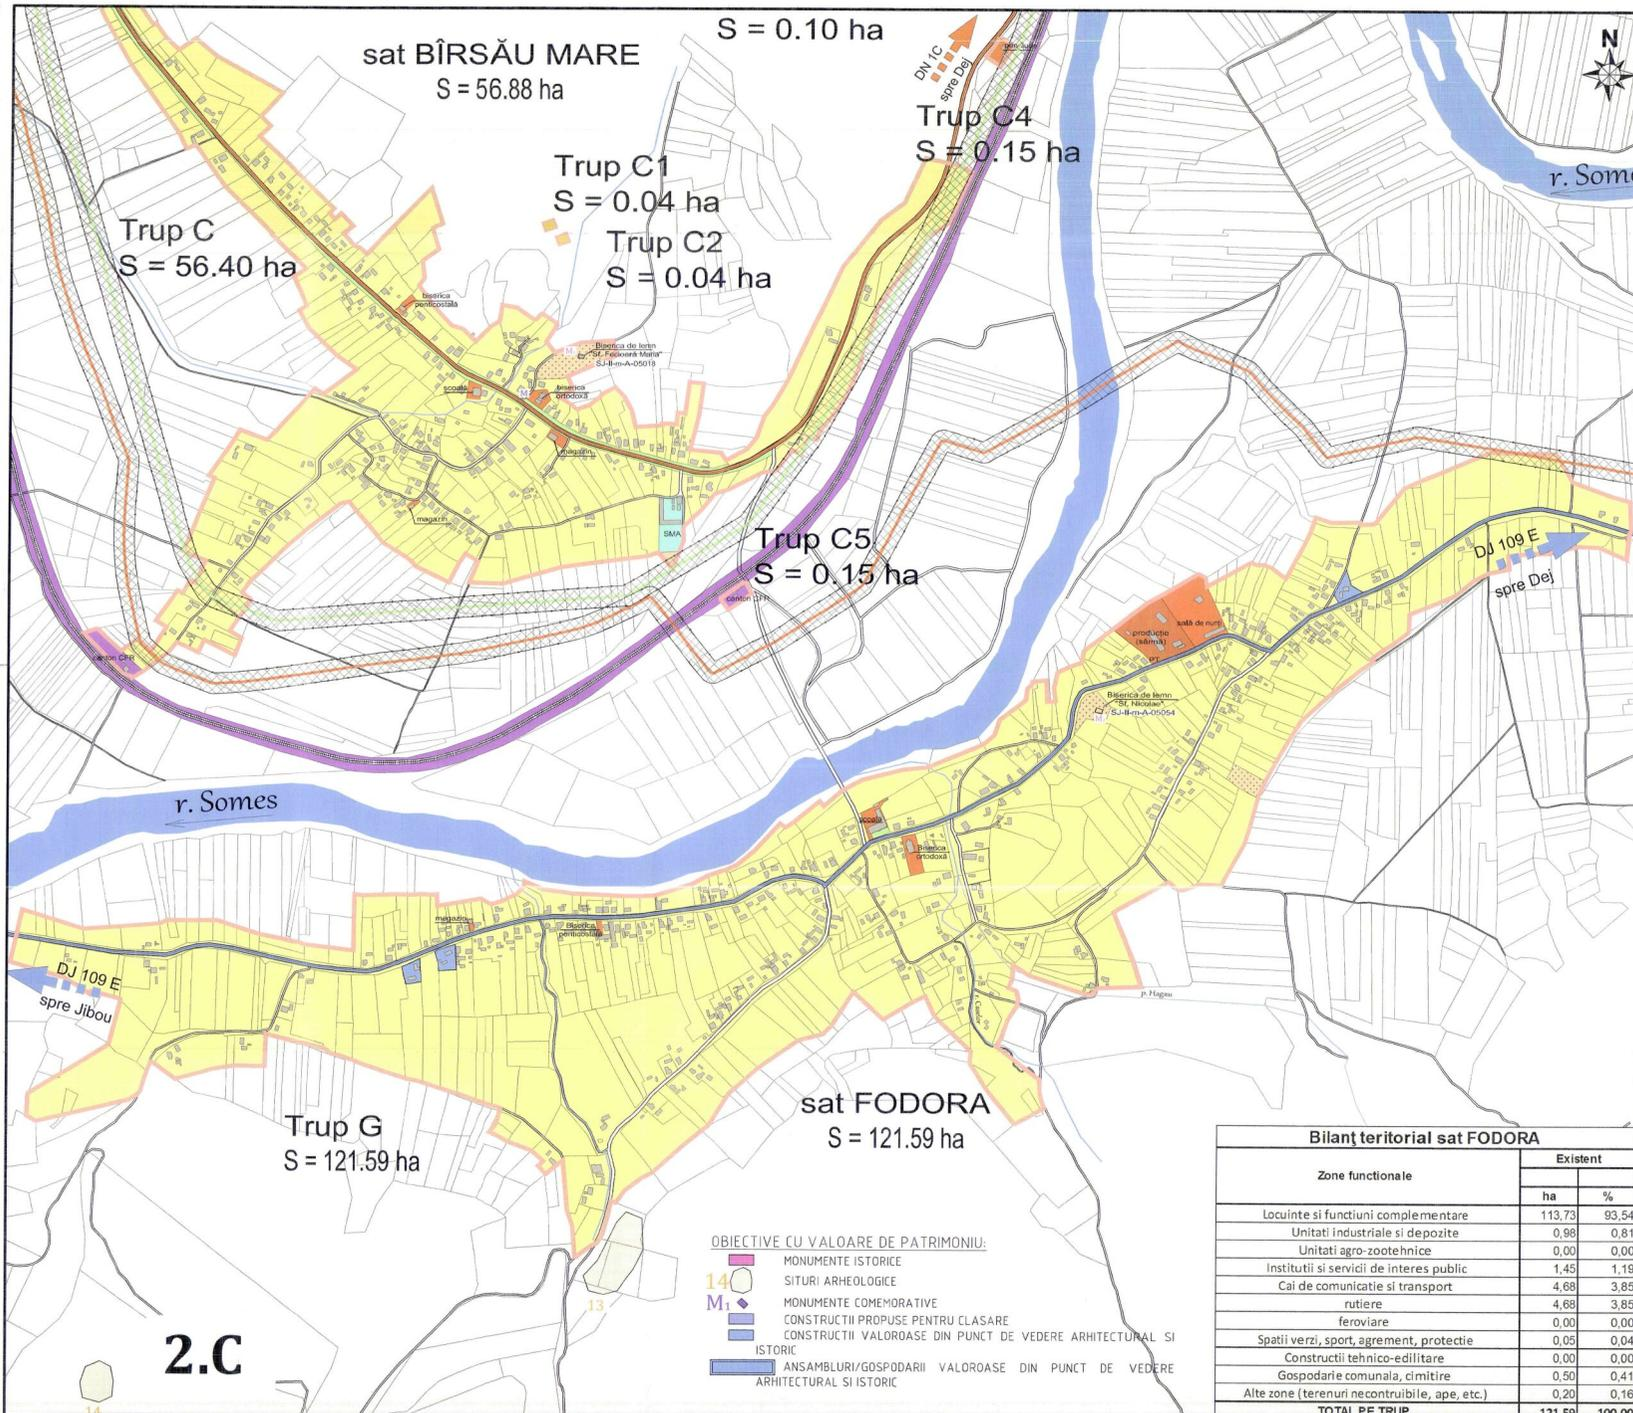 S = 0.10 ha
sat BÎRSĂU MARE
S = 56.88 ha
DN 1C
spre Dej
N
Trup C4
S = 0.15 ha
Trup C1
S = 0.04 ha
r. Some
Trup C
S = 56.40 ha
Trup C2
S = 0.04 ha
biserica
penticostală
Biserica de lemn
"Sf. Fecioară Maria"
SJ-II-m-A-05018
M
școală
M
biserica
ortodoxă
magazin
magazin
SMA
Trup C5
S = 0.15 ha
canton CFR
canton CFR
DJ 109 E
spre Dej
producție
(sârmă)
sală de nunți
PT
Biserica de lemn
"Sf. Nicolae"
SJ-II-m-A-05054
M
r. Somes
școală
Biserica
ortodoxă
magazin
Biserica
penticostală
DJ 109 E
spre Jibou
p. Hagau
sat FODORA
S = 121.59 ha
Trup G
S = 121.59 ha
13
2.C
14
OBIECTIVE CU VALOARE DE PATRIMONIU:
MONUMENTE ISTORICE
14 SITURI ARHEOLOGICE
M1 MONUMENTE COMEMORATIVE
CONSTRUCTII PROPUSE PENTRU CLASARE
CONSTRUCTII VALOROASE DIN PUNCT DE VEDERE ARHITECTURAL SI
ISTORIC
ANSAMBLURI/GOSPODARII VALOROASE DIN PUNCT DE VEDERE
ARHITECTURAL SI ISTORIC
Bilanț teritorial sat FODORA
Zone functionale Existent
ha %
Locuinte si functiuni complementare 113,73 93,54
Unitati industriale si depozite 0,98 0,81
Unitati agro-zootehnice 0,00 0,00
Institutii si servicii de interes public 1,45 1,19
Cai de comunicatie si transport 4,68 3,85
rutiere 4,68 3,85
feroviare 0,00 0,00
Spatii verzi, sport, agrement, protectie 0,05 0,04
Constructii tehnico-edilitare 0,00 0,00
Gospodarie comunala, cimitire 0,50 0,41
Alte zone (terenuri neconstruibile, ape, etc.) 0,20 0,16
TOTAL PE TRUP 121,59 100,00